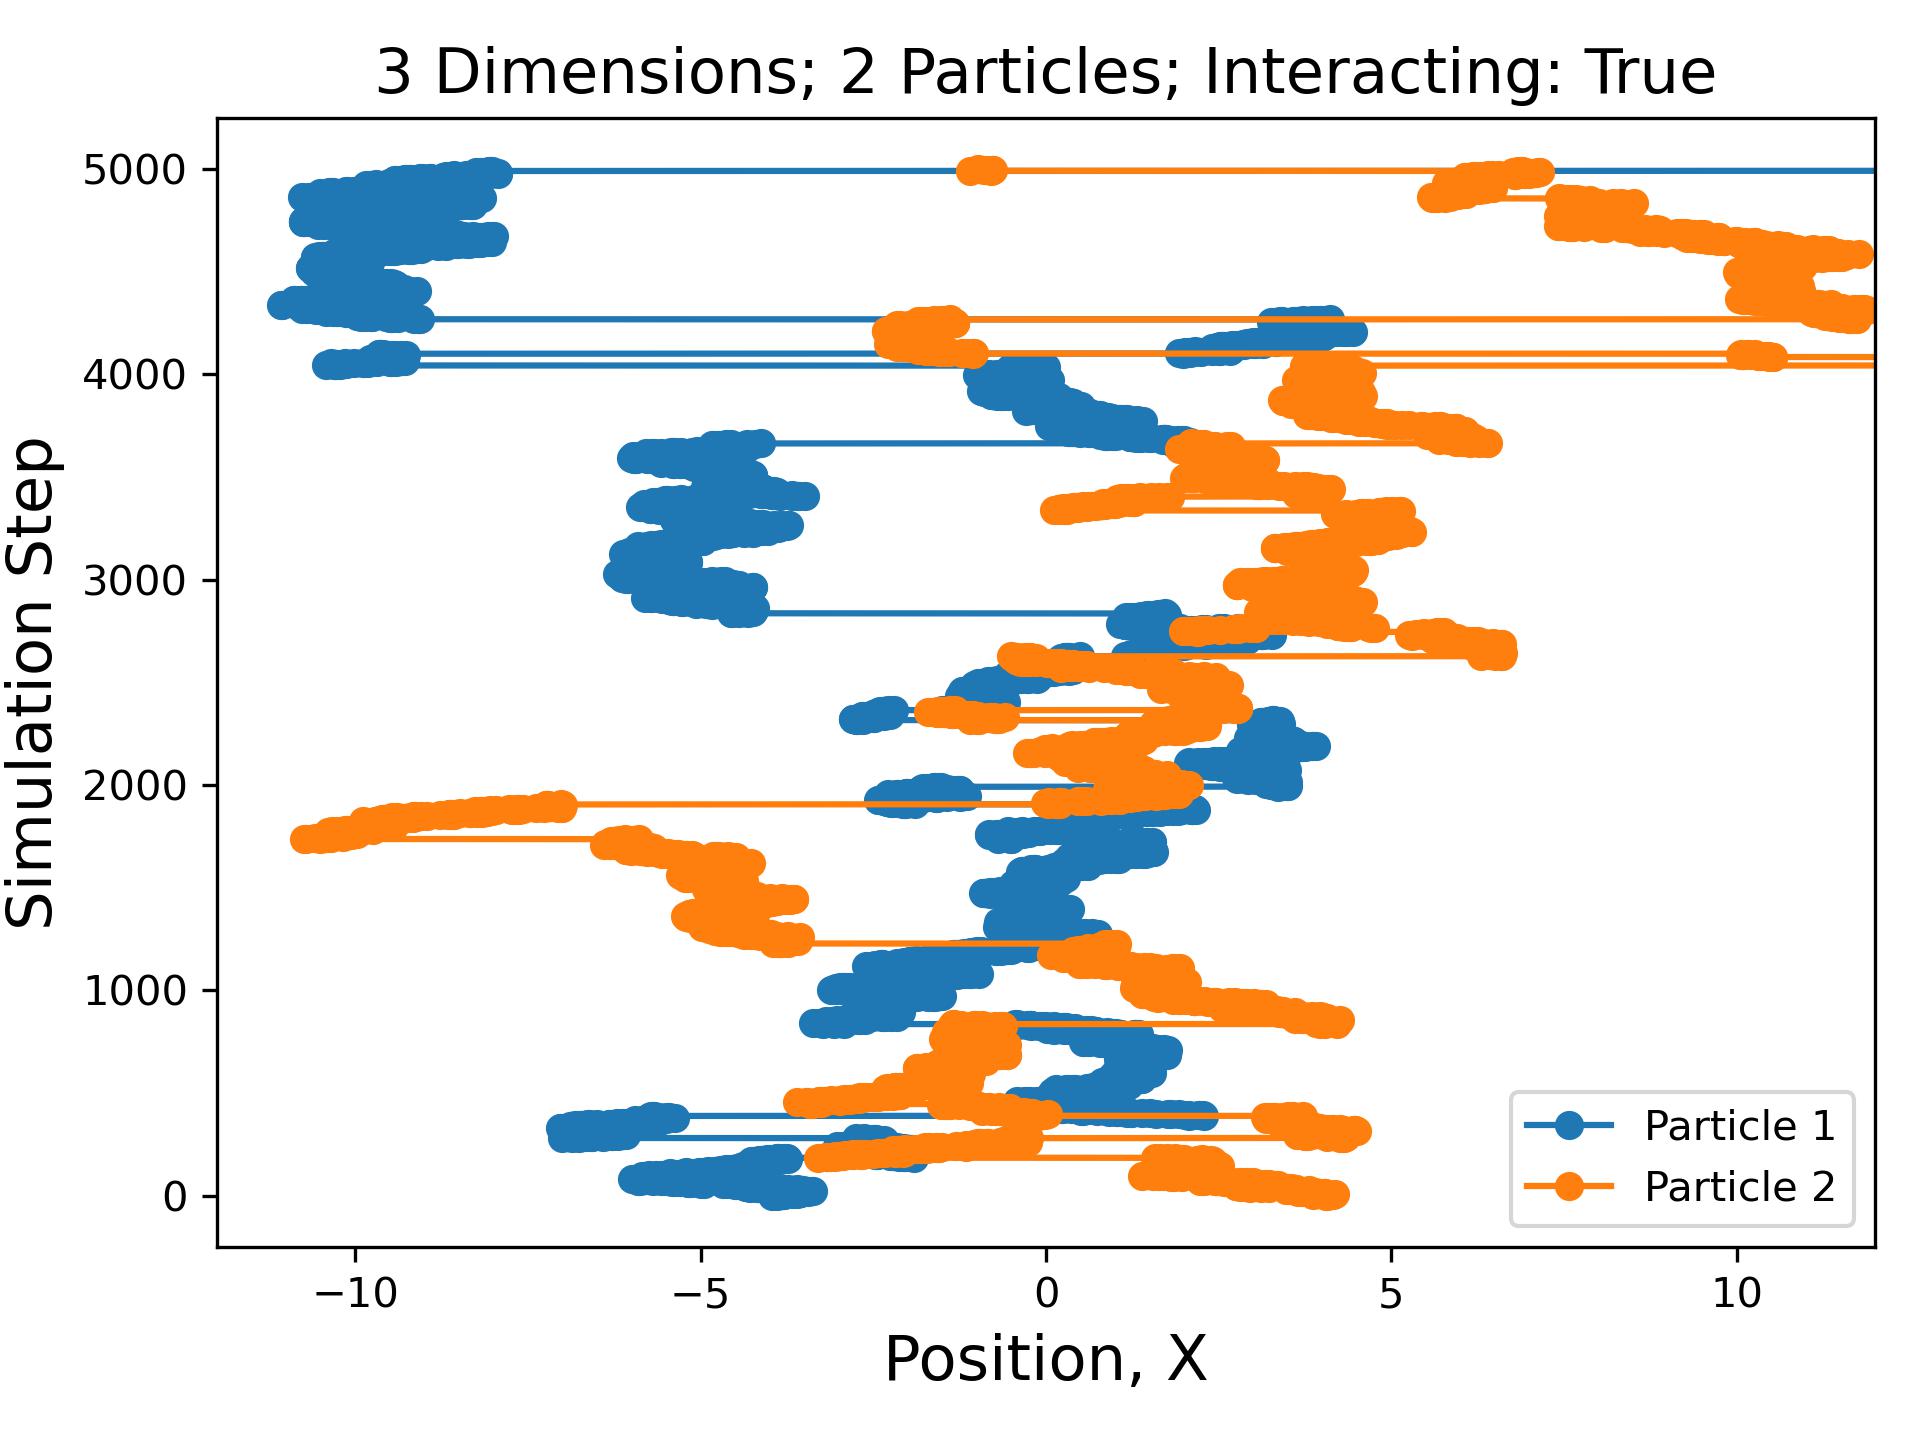 3 Dimensions; 2 Particles; Interacting: True
5000
4000
3000
2000
1000
0
Simulation Step
−10
−5
0
5
10
Position, X
Particle 1
Particle 2